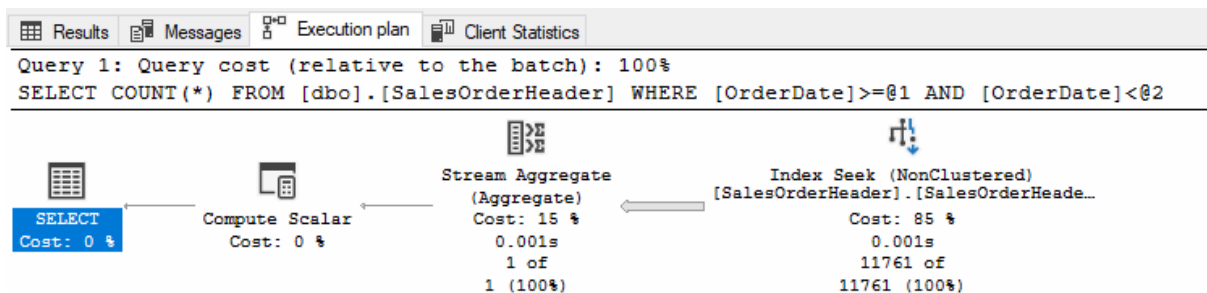 Results Messages Execution plan Client Statistics
Query 1: Query cost (relative to the batch): 100%
SELECT COUNT(*) FROM [dbo].[SalesOrderHeader] WHERE [OrderDate]>=@1 AND [OrderDate]<@2
SELECT
Cost: 0 %
Compute Scalar
Cost: 0 %
Stream Aggregate
(Aggregate)
Cost: 15 %
0.001s
1 of
1 (100%)
Index Seek (NonClustered)
[SalesOrderHeader].[SalesOrderHeade…
Cost: 85 %
0.001s
11761 of
11761 (100%)